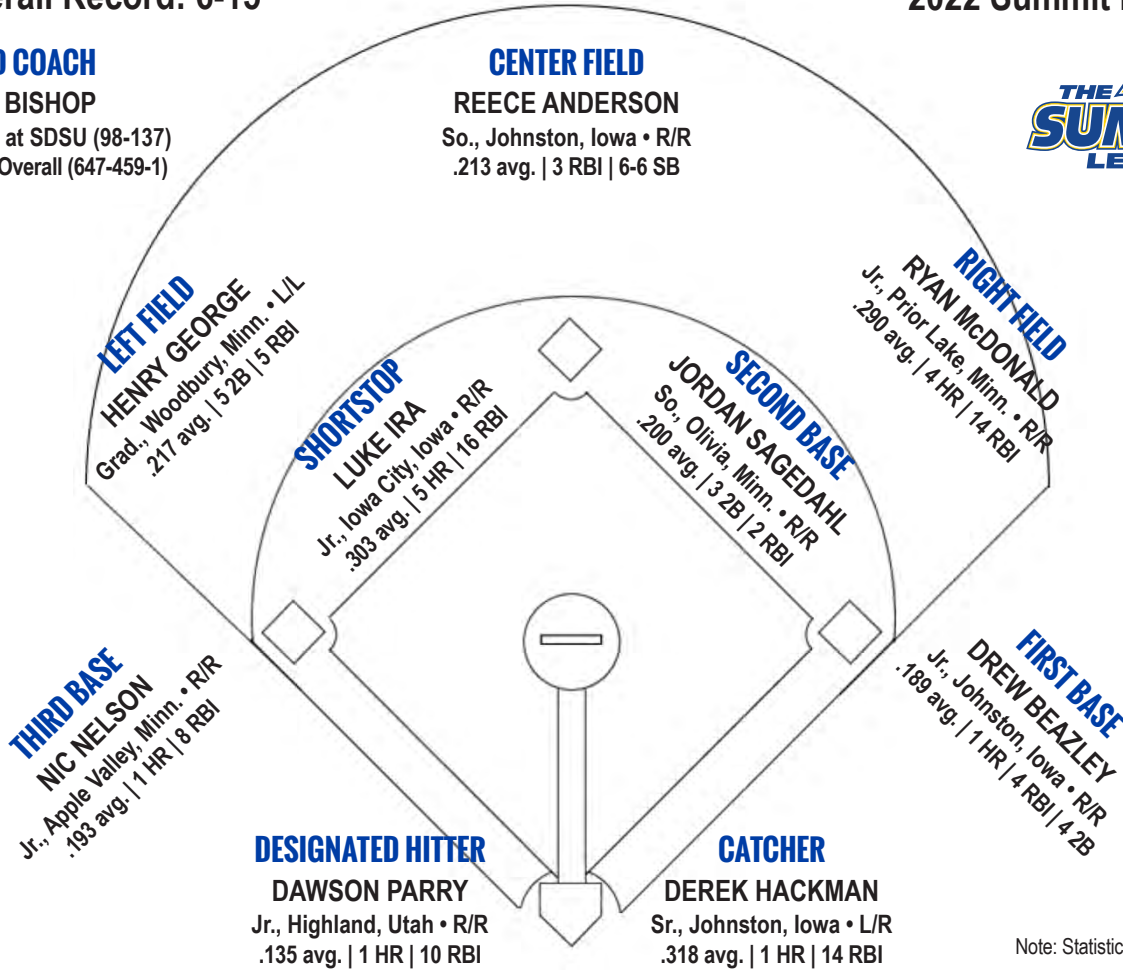 Overall Record: 6-19
2022 Summit
COACH
BISHOP
at SDSU (98-137)
Overall (647-459-1)
CENTER FIELD
REECE ANDERSON
So., Johnston, Iowa • R/R
.213 avg. | 3 RBI | 6-6 SB
THE
SUM
LE
LEFT FIELD
HENRY GEORGE
Grad., Woodbury, Minn. • L/L
.217 avg. | 5 2B | 5 RBI
SHORTSTOP
LUKE IRA
Jr., Iowa City, Iowa • R/R
.303 avg. | 5 HR | 16 RBI
SECOND BASE
JORDAN SAGEDAHL
So., Olivia, Minn. • R/R
.200 avg. | 3 2B | 2 RBI
RIGHT FIELD
RYAN McDONALD
Jr., Prior Lake, Minn. • R/R
.290 avg. | 4 HR | 14 RBI
THIRD BASE
NIC NELSON
Jr., Apple Valley, Minn. • R/R
.193 avg. | 1 HR | 8 RBI
FIRST BASE
DREW BEAZLEY
Jr., Johnston, Iowa • R/R
.189 avg. | 1 HR | 4 RBI | 4 2B
DESIGNATED HITTER
DAWSON PARRY
Jr., Highland, Utah • R/R
.135 avg. | 1 HR | 10 RBI
CATCHER
DEREK HACKMAN
Sr., Johnston, Iowa • L/R
.318 avg. | 1 HR | 14 RBI
Note: Statistic